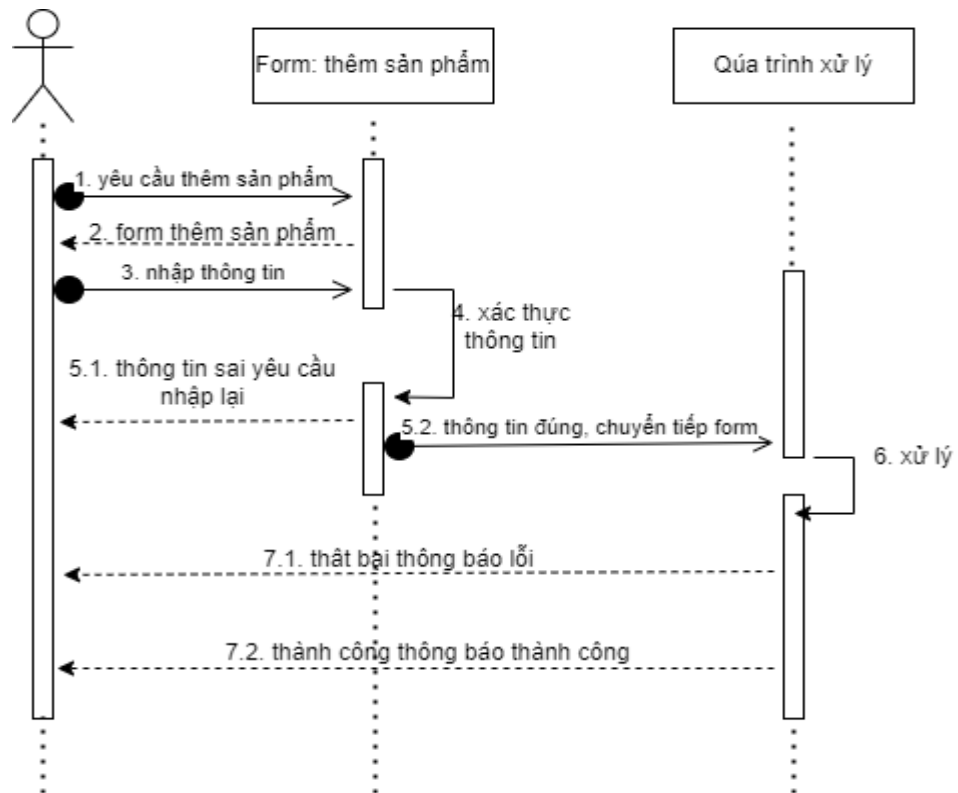 Form: thêm sản phẩm
Qúa trình xử lý
1. yêu cầu thêm sản phẩm
2. form thêm sản phẩm
3. nhập thông tin
4. xác thực
thông tin
5.1. thông tin sai yêu cầu
nhập lại
5.2. thông tin đúng, chuyển tiếp form
6. xử lý
7.1. thât bại thông báo lỗi
7.2. thành công thông báo thành công